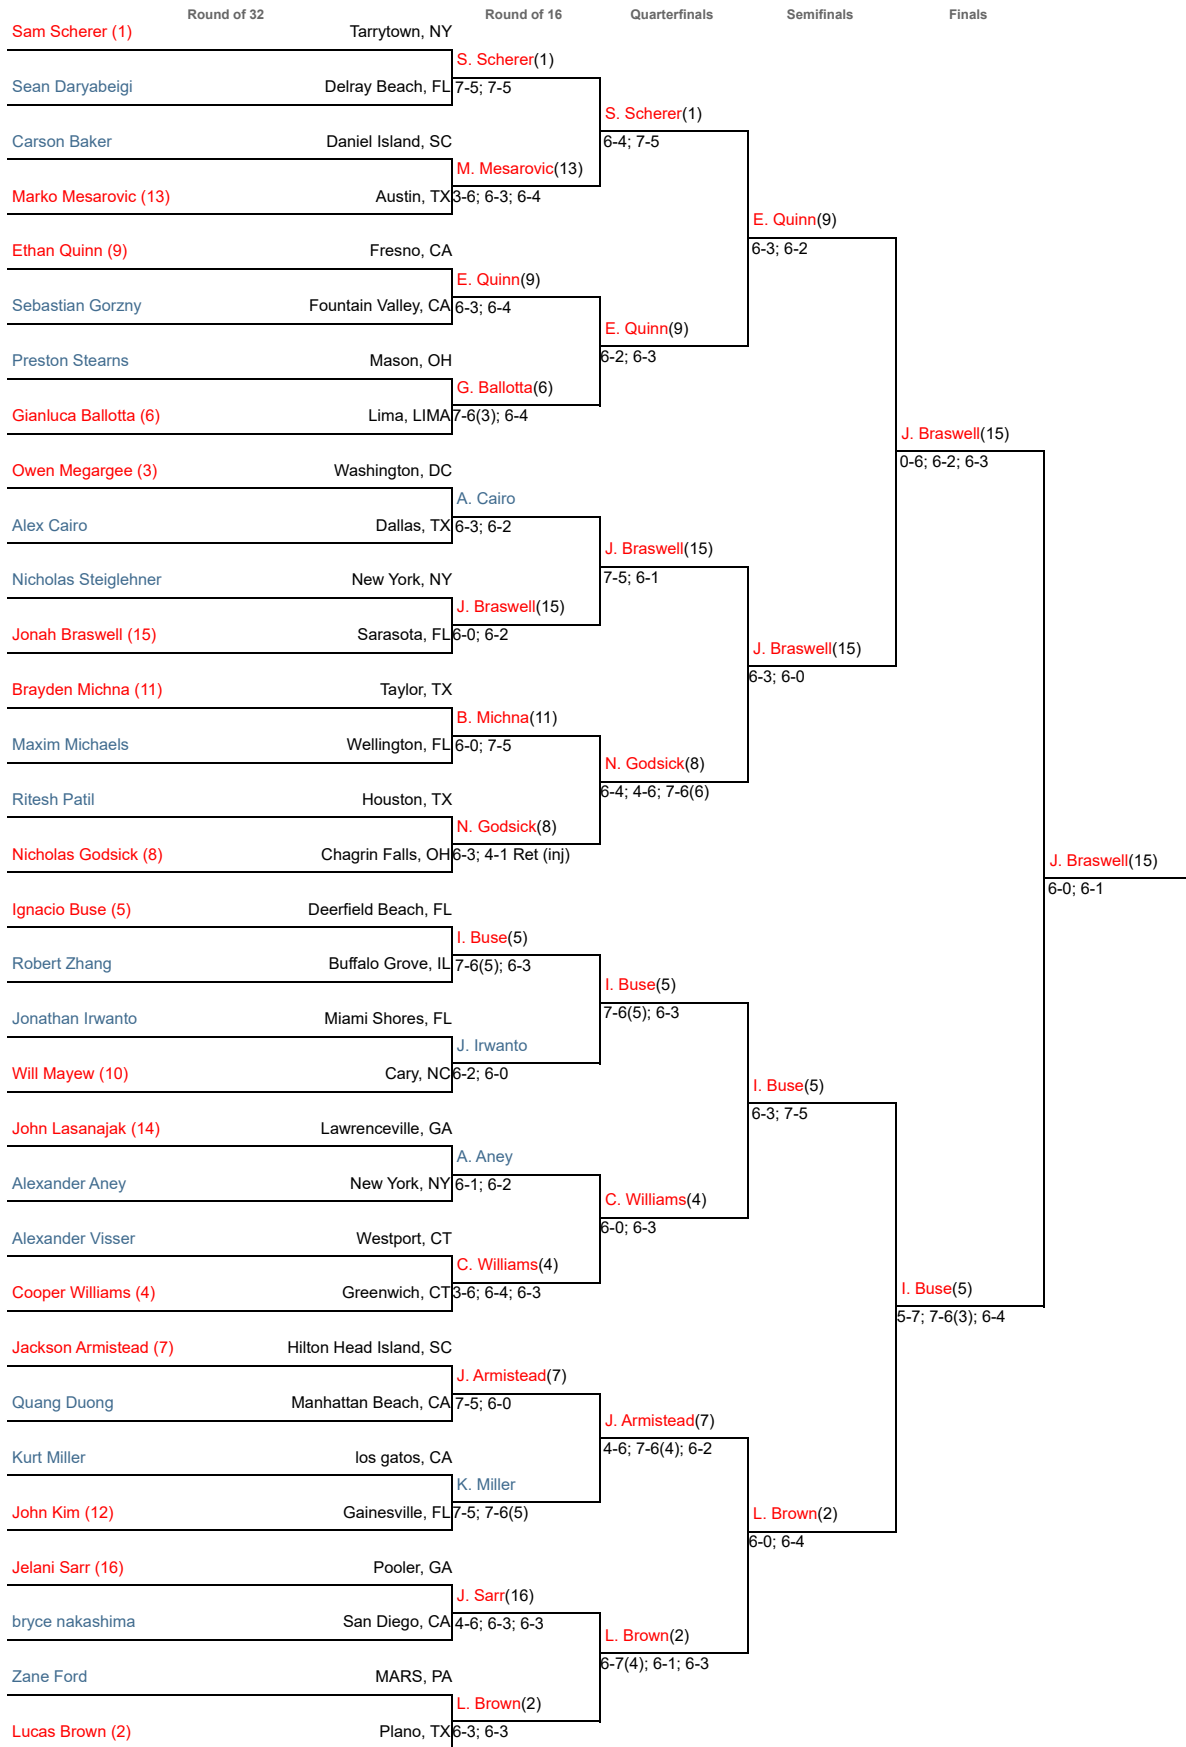 Round of 32 Round of 16 Quarterfinals Semifinals Finals
Sam Scherer (1) Tarrytown, NY
S. Scherer(1)
Sean Daryabeigi Delray Beach, FL 7-5; 7-5
S. Scherer(1)
Carson Baker Daniel Island, SC 6-4; 7-5
M. Mesarovic(13)
Marko Mesarovic (13) Austin, TX 3-6; 6-3; 6-4
E. Quinn(9)
Ethan Quinn (9) Fresno, CA 6-3; 6-2
E. Quinn(9)
Sebastian Gorzny Fountain Valley, CA 6-3; 6-4
E. Quinn(9)
Preston Stearns Mason, OH 6-2; 6-3
G. Ballotta(6)
Gianluca Ballotta (6) Lima, LIMA 7-6(3); 6-4
J. Braswell(15)
Owen Megargee (3) Washington, DC 0-6; 6-2; 6-3
A. Cairo
Alex Cairo Dallas, TX 6-3; 6-2
J. Braswell(15)
Nicholas Steiglehner New York, NY 7-5; 6-1
J. Braswell(15)
Jonah Braswell (15) Sarasota, FL 6-0; 6-2
J. Braswell(15)
Brayden Michna (11) Taylor, TX 6-3; 6-0
B. Michna(11)
Maxim Michaels Wellington, FL 6-0; 7-5
N. Godsick(8)
Ritesh Patil Houston, TX 6-4; 4-6; 7-6(6)
N. Godsick(8)
Nicholas Godsick (8) Chagrin Falls, OH 6-3; 4-1 Ret (inj)
J. Braswell(15)
6-0; 6-1
Ignacio Buse (5) Deerfield Beach, FL
I. Buse(5)
Robert Zhang Buffalo Grove, IL 7-6(5); 6-3
I. Buse(5)
Jonathan Irwanto Miami Shores, FL 7-6(5); 6-3
J. Irwanto
Will Mayew (10) Cary, NC 6-2; 6-0
I. Buse(5)
John Lasanajak (14) Lawrenceville, GA 6-3; 7-5
A. Aney
Alexander Aney New York, NY 6-1; 6-2
C. Williams(4)
Alexander Visser Westport, CT 6-0; 6-3
C. Williams(4)
Cooper Williams (4) Greenwich, CT 3-6; 6-4; 6-3
I. Buse(5)
5-7; 7-6(3); 6-4
Jackson Armistead (7) Hilton Head Island, SC
J. Armistead(7)
Quang Duong Manhattan Beach, CA 7-5; 6-0
J. Armistead(7)
Kurt Miller los gatos, CA 4-6; 7-6(4); 6-2
K. Miller
John Kim (12) Gainesville, FL 7-5; 7-6(5)
L. Brown(2)
6-0; 6-4
Jelani Sarr (16) Pooler, GA
J. Sarr(16)
bryce nakashima San Diego, CA 4-6; 6-3; 6-3
L. Brown(2)
Zane Ford MARS, PA 6-7(4); 6-1; 6-3
L. Brown(2)
Lucas Brown (2) Plano, TX 6-3; 6-3